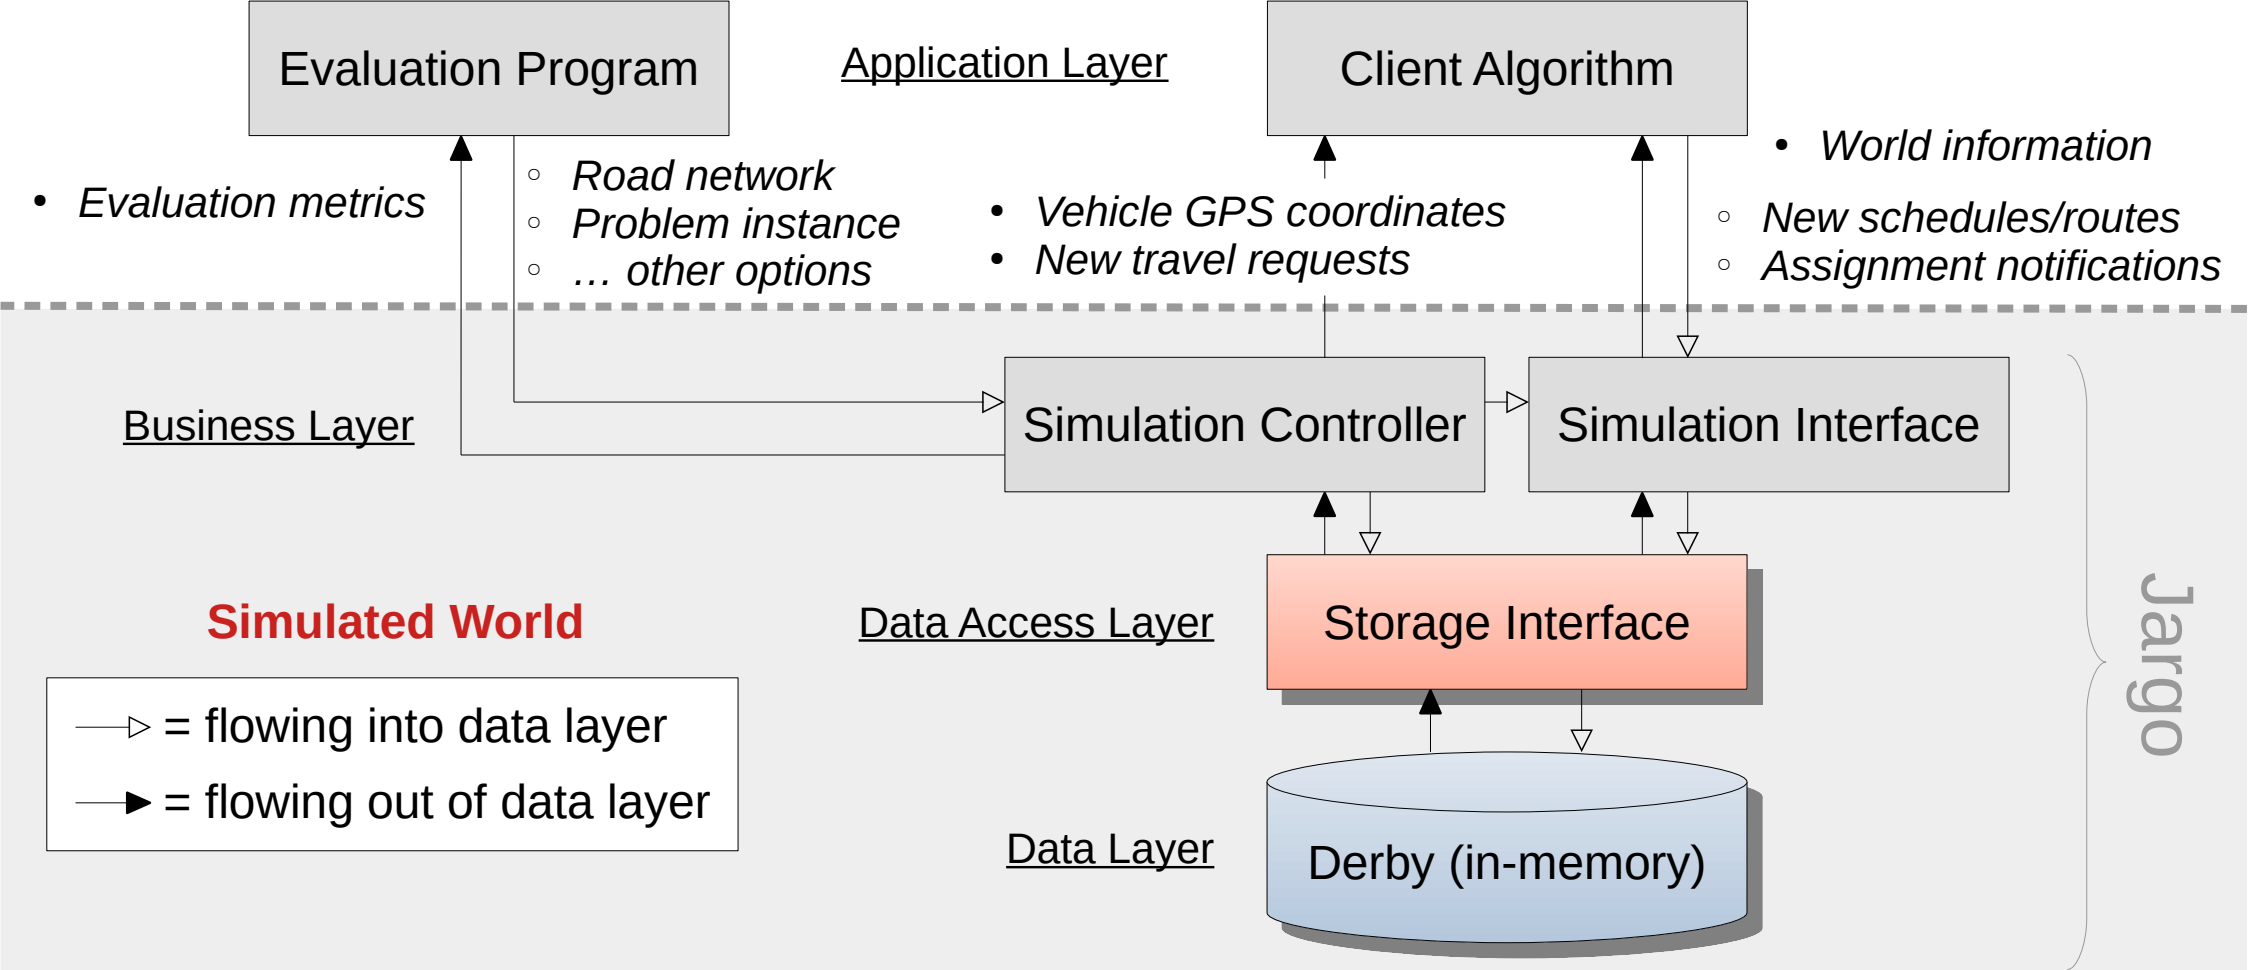 Evaluation Program
Application Layer
Client Algorithm
• Evaluation metrics
○ Road network
○ Problem instance
○ … other options
• Vehicle GPS coordinates
• New travel requests
• World information
○ New schedules/routes
○ Assignment notifications
Business Layer
Simulation Controller
Simulation Interface
Simulated World
Data Access Layer
Storage Interface
Jargo
= flowing into data layer
= flowing out of data layer
Data Layer
Derby (in-memory)